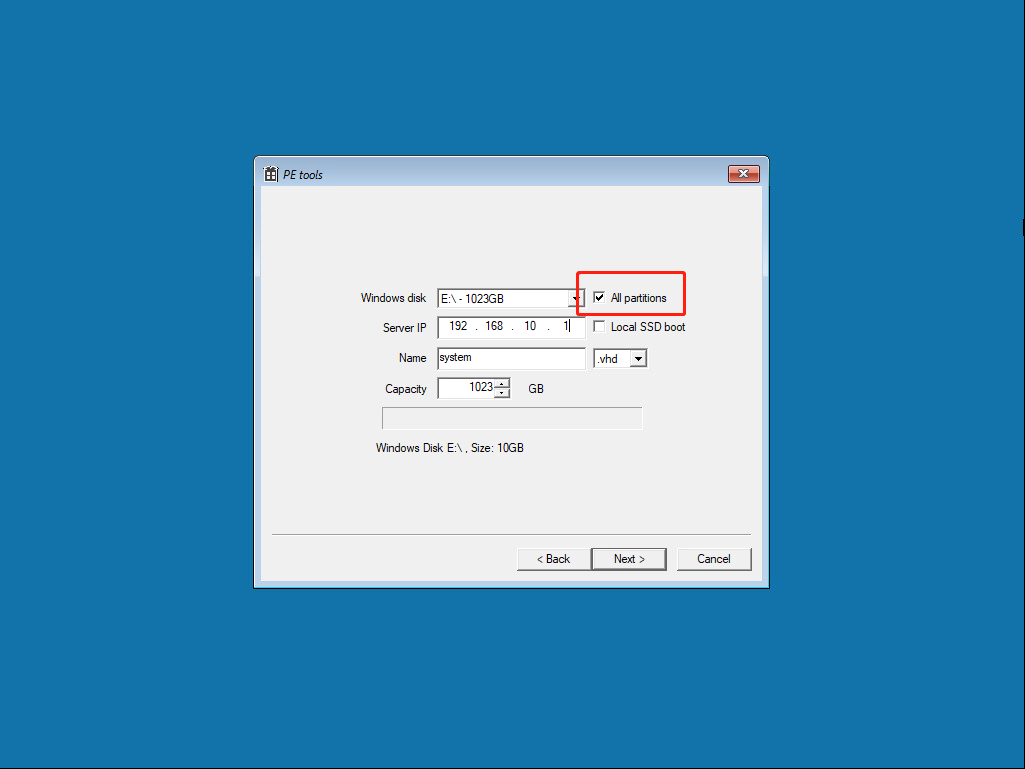 PE tools
Windows disk E:\ - 1023GB All partitions
Server IP 192 . 168 . 10 . 1 Local SSD boot
Name system .vhd
Capacity 1023 GB
Windows Disk E:\ , Size: 10GB
< Back Next > Cancel